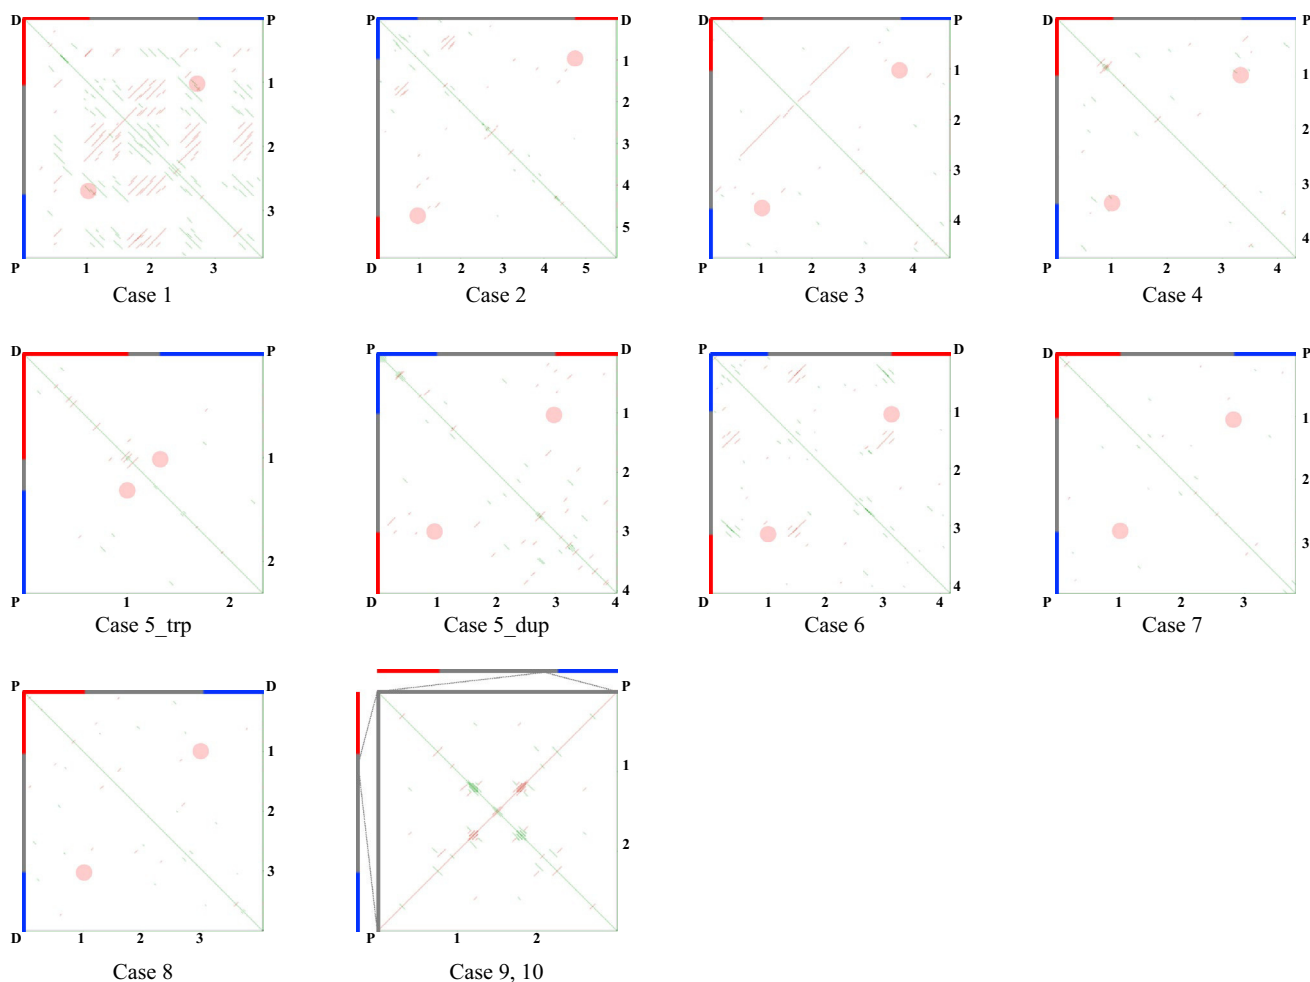 D P D P D P D P
1 1 1 1
2 2 2 2
3 3 3 3
4 4 4
5
P 1 2 3 D 1 2 3 4 5 P 1 2 3 4 P 1 2 3 4
Case 1 Case 2 Case 3 Case 4
D P P D P D D P
1 1 1 1
2 2 2 2
3 3 3
4 4
P 1 2 D 1 2 3 4 D 1 2 3 4 P 1 2 3
Case 5_trp Case 5_dup Case 6 Case 7
P D P
1 1
2 2
3
D 1 2 3 P 1 2
Case 8 Case 9, 10